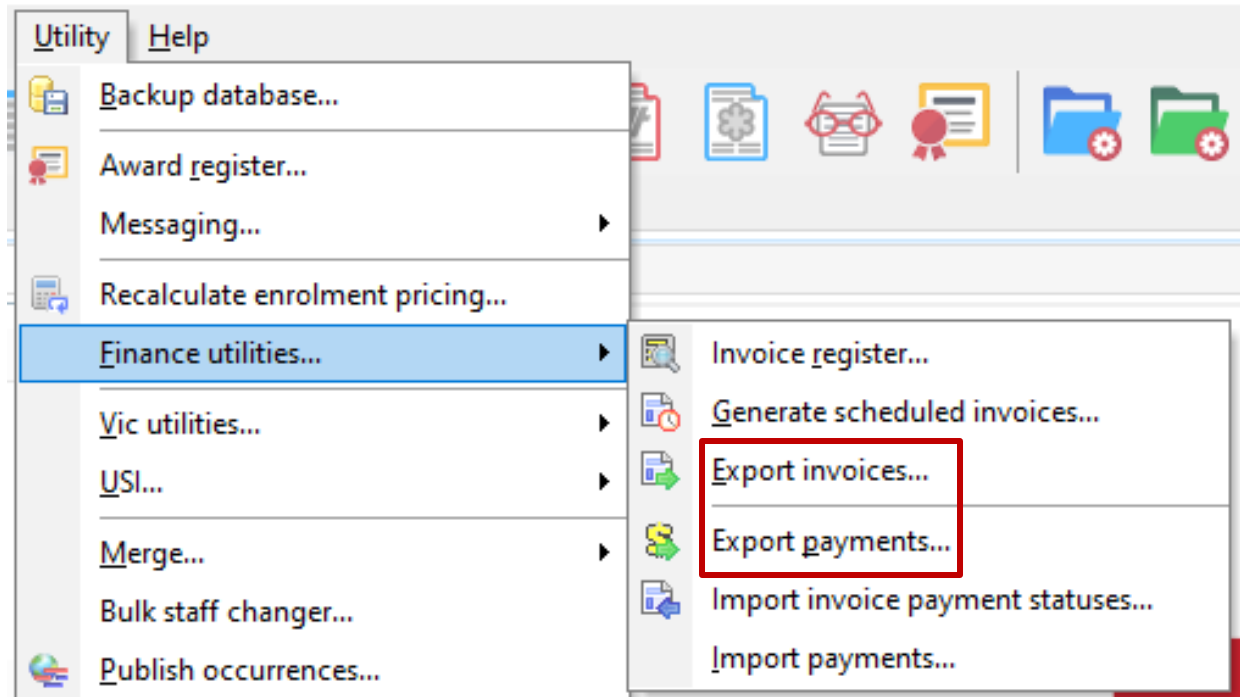 Utility Help
Backup database...
Award register...
Messaging...
Recalculate enrolment pricing...
Finance utilities...
Invoice register...
Generate scheduled invoices...
Export invoices...
Export payments...
Import invoice payment statuses...
Import payments...
Vic utilities...
USI...
Merge...
Bulk staff changer...
Publish occurrences...